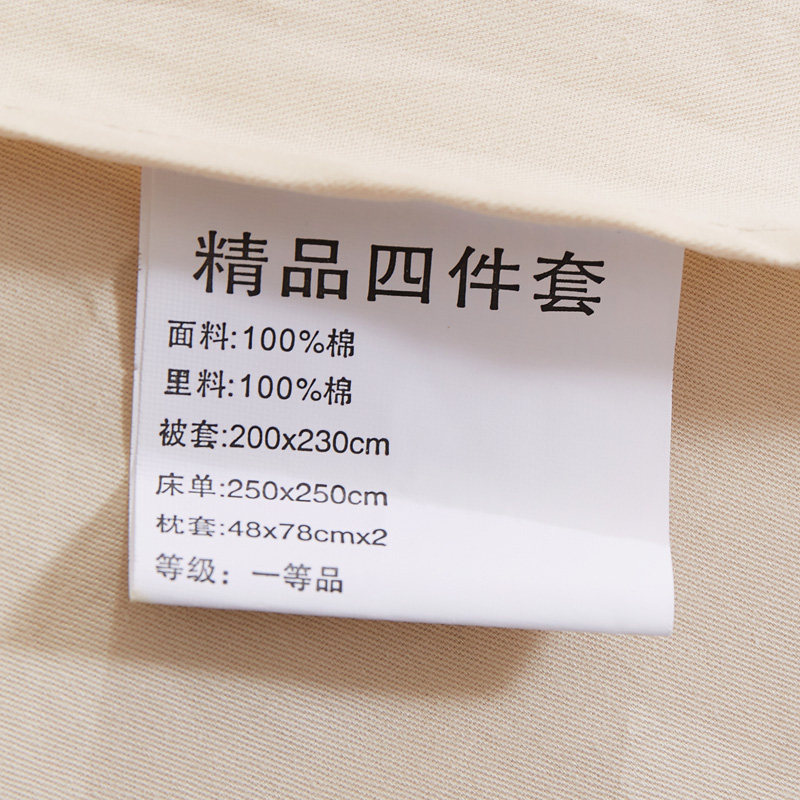 精品四件套
面料:100%棉
里料:100%棉
被套:200x230cm
床单:250x250cm
枕套:48x78cmx2
等级：一等品